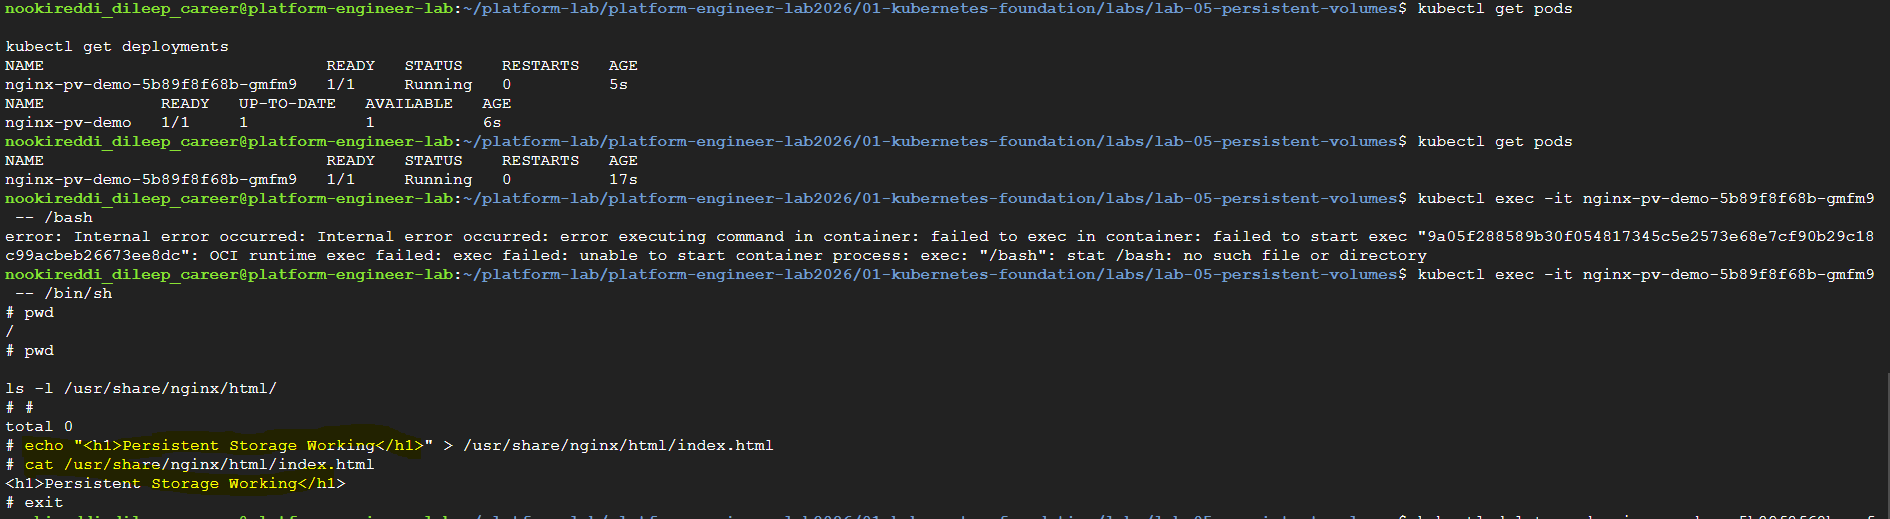 nookireddi_dileep_career@platform-engineer-lab:~/platform-lab/platform-engineer-lab2026/01-kubernetes-foundation/labs/lab-05-persistent-volumes$ kubectl get pods
kubectl get deployments
NAME                             READY   STATUS    RESTARTS   AGE
nginx-pv-demo-5b89f8f68b-gmfm9   1/1     Running   0          5s
NAME            READY   UP-TO-DATE   AVAILABLE   AGE
nginx-pv-demo   1/1     1            1           6s
nookireddi_dileep_career@platform-engineer-lab:~/platform-lab/platform-engineer-lab2026/01-kubernetes-foundation/labs/lab-05-persistent-volumes$ kubectl get pods
NAME                             READY   STATUS    RESTARTS   AGE
nginx-pv-demo-5b89f8f68b-gmfm9   1/1     Running   0          17s
nookireddi_dileep_career@platform-engineer-lab:~/platform-lab/platform-engineer-lab2026/01-kubernetes-foundation/labs/lab-05-persistent-volumes$ kubectl exec -it nginx-pv-demo-5b89f8f68b-gmfm9
 -- /bash
error: Internal error occurred: Internal error occurred: error executing command in container: failed to exec in container: failed to start exec "9a05f288589b30f054817345c5e2573e68e7cf90b29c18
c99acbeb26673ee8dc": OCI runtime exec failed: exec failed: unable to start container process: exec: "/bash": stat /bash: no such file or directory
nookireddi_dileep_career@platform-engineer-lab:~/platform-lab/platform-engineer-lab2026/01-kubernetes-foundation/labs/lab-05-persistent-volumes$ kubectl exec -it nginx-pv-demo-5b89f8f68b-gmfm9
 -- /bin/sh
# pwd
/
# pwd
ls -l /usr/share/nginx/html/
# #
total 0
# echo "<h1>Persistent Storage Working</h1>" > /usr/share/nginx/html/index.html
# cat /usr/share/nginx/html/index.html
<h1>Persistent Storage Working</h1>
# exit